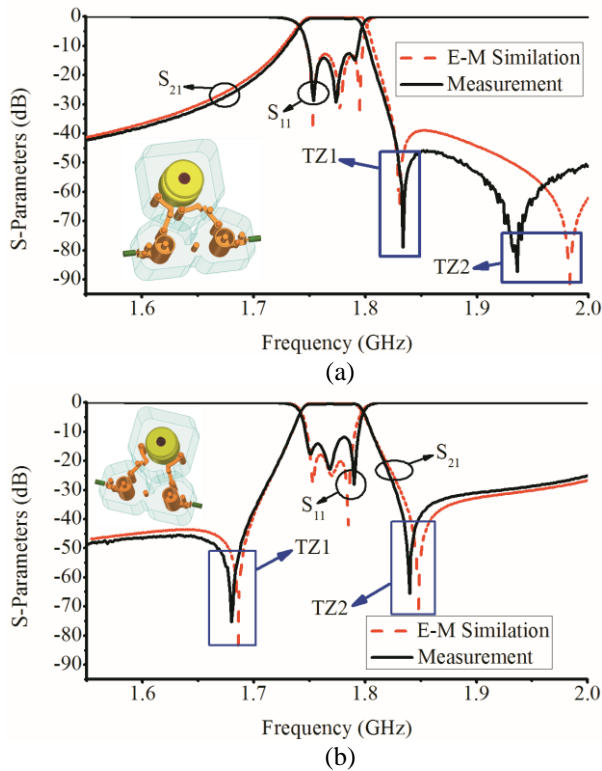 0
-10
-20
-30
-40
-50
-60
-70
-80
-90
S-Parameters (dB)
S21
S11
E-M Similation
Measurement
TZ1
TZ2
1.6
1.7
1.8
1.9
2.0
Frequency (GHz)
(a)
0
-10
-20
-30
-40
-50
-60
-70
-80
-90
S-Parameters (dB)
S11
S21
TZ1
TZ2
E-M Similation
Measurement
1.6
1.7
1.8
1.9
2.0
Frequency (GHz)
(b)